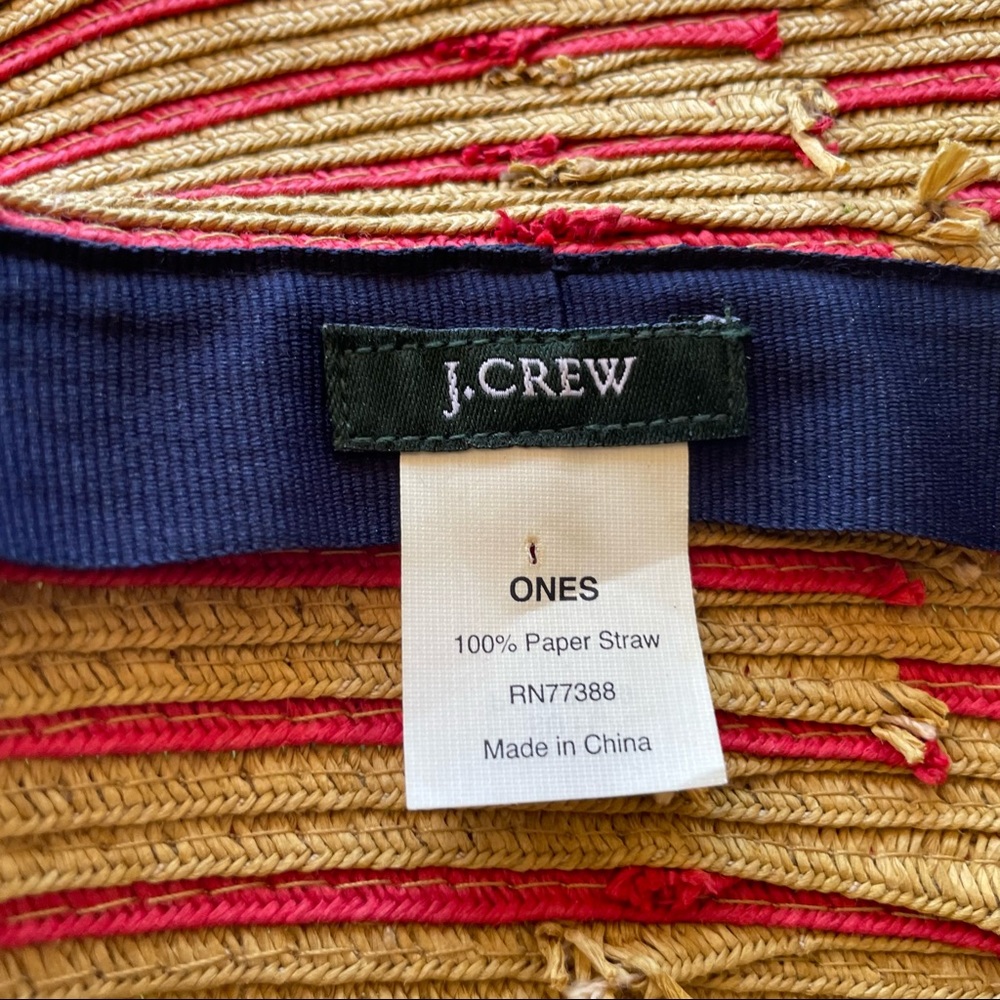 J.CREW
ONES
100% Paper Straw
RN77388
Made in China